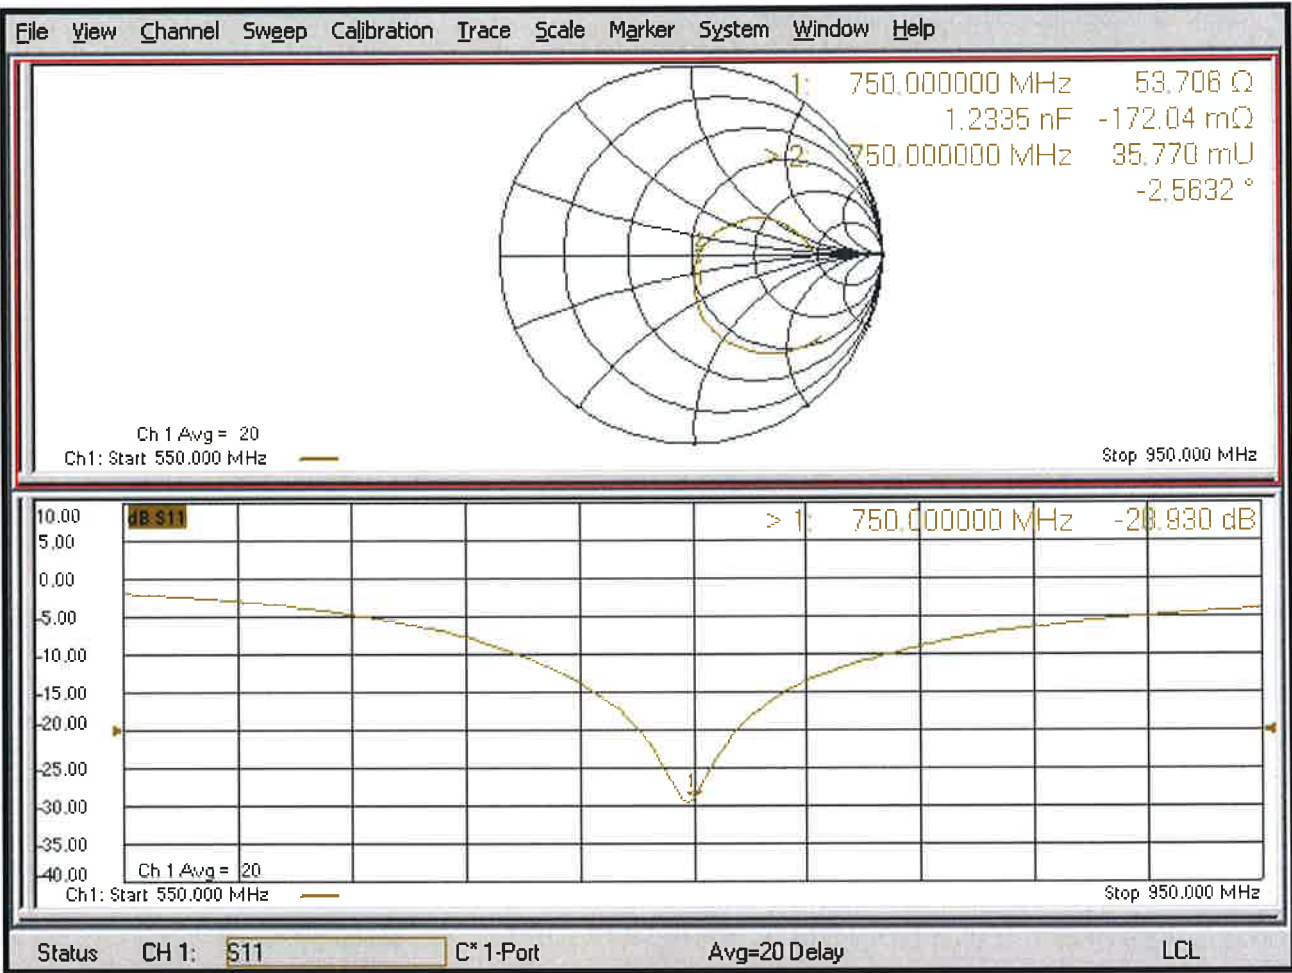 File View Channel Sweep Calibration Trace Scale Marker System Window Help
1: 750.000000 MHz 53.706 Ω
1.2335 nF -172.04 mΩ
> 2: 750.000000 MHz 35.770 mU
-2.5632 °
Ch 1 Avg = 20
Ch1: Start 550.000 MHz
Stop 950.000 MHz
10.00
dB S11
> 1: 750.000000 MHz -28.930 dB
5.00
0.00
-5.00
-10.00
-15.00
-20.00
-25.00
1
-30.00
-35.00
-40.00
Ch 1 Avg = 20
Ch1: Start 550.000 MHz
Stop 950.000 MHz
Status CH 1: S11 C* 1-Port Avg=20 Delay LCL